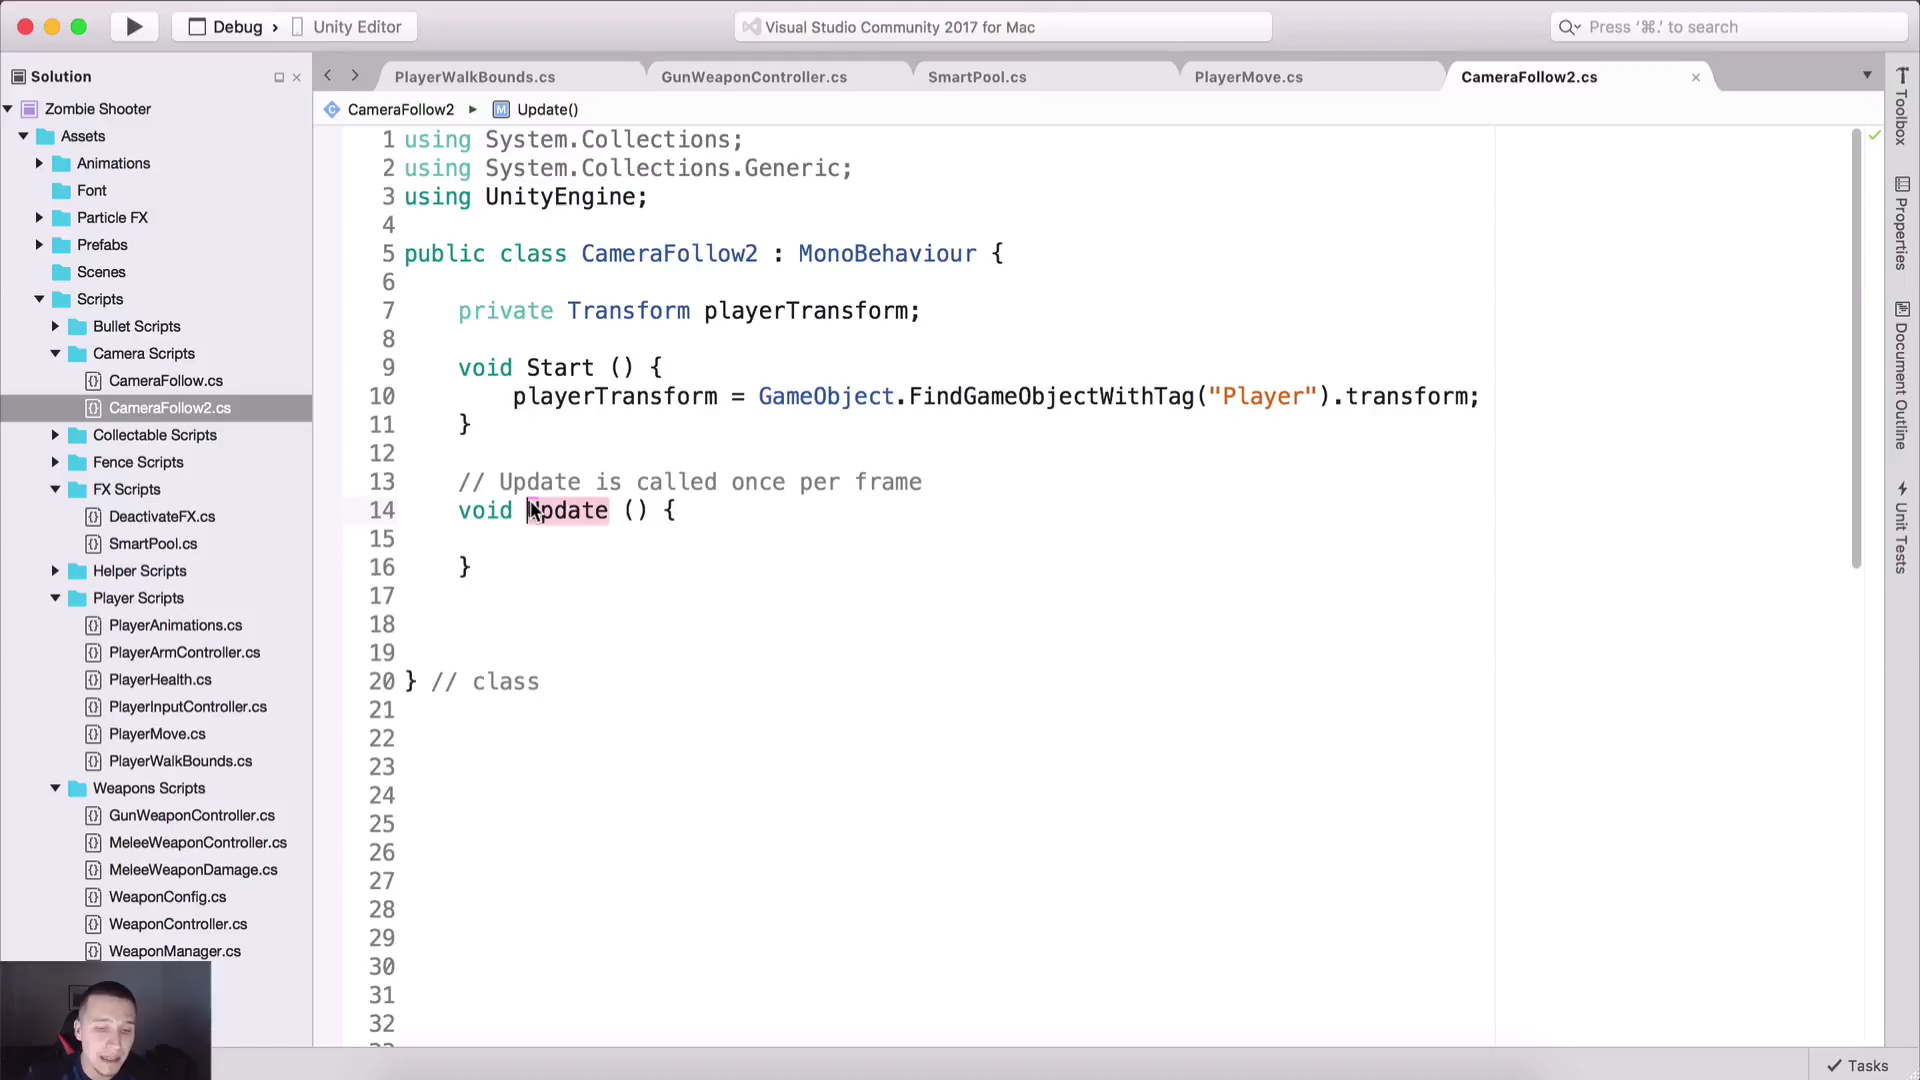 Debug › Unity Editor
Visual Studio Community 2017 for Mac
Press '⌘.' to search
Solution
PlayerWalkBounds.cs
GunWeaponController.cs
SmartPool.cs
PlayerMove.cs
CameraFollow2.cs
CameraFollow2 ▸ Update()
Zombie Shooter
Assets
Animations
Font
Particle FX
Prefabs
Scenes
Scripts
Bullet Scripts
Camera Scripts
CameraFollow.cs
CameraFollow2.cs
Collectable Scripts
Fence Scripts
FX Scripts
DeactivateFX.cs
SmartPool.cs
Helper Scripts
Player Scripts
PlayerAnimations.cs
PlayerArmController.cs
PlayerHealth.cs
PlayerInputController.cs
PlayerMove.cs
PlayerWalkBounds.cs
Weapons Scripts
GunWeaponController.cs
MeleeWeaponController.cs
MeleeWeaponDamage.cs
WeaponConfig.cs
WeaponController.cs
WeaponManager.cs
1 using System.Collections;
2 using System.Collections.Generic;
3 using UnityEngine;
4
5 public class CameraFollow2 : MonoBehaviour {
6
7 private Transform playerTransform;
8
9 void Start () {
10 playerTransform = GameObject.FindGameObjectWithTag("Player").transform;
11 }
12
13 // Update is called once per frame
14 void Update () {
15
16 }
17
18
19
20 } // class
21
22
23
24
25
26
27
28
29
30
31
32
Toolbox
Properties
Document Outline
Unit Tests
Tasks